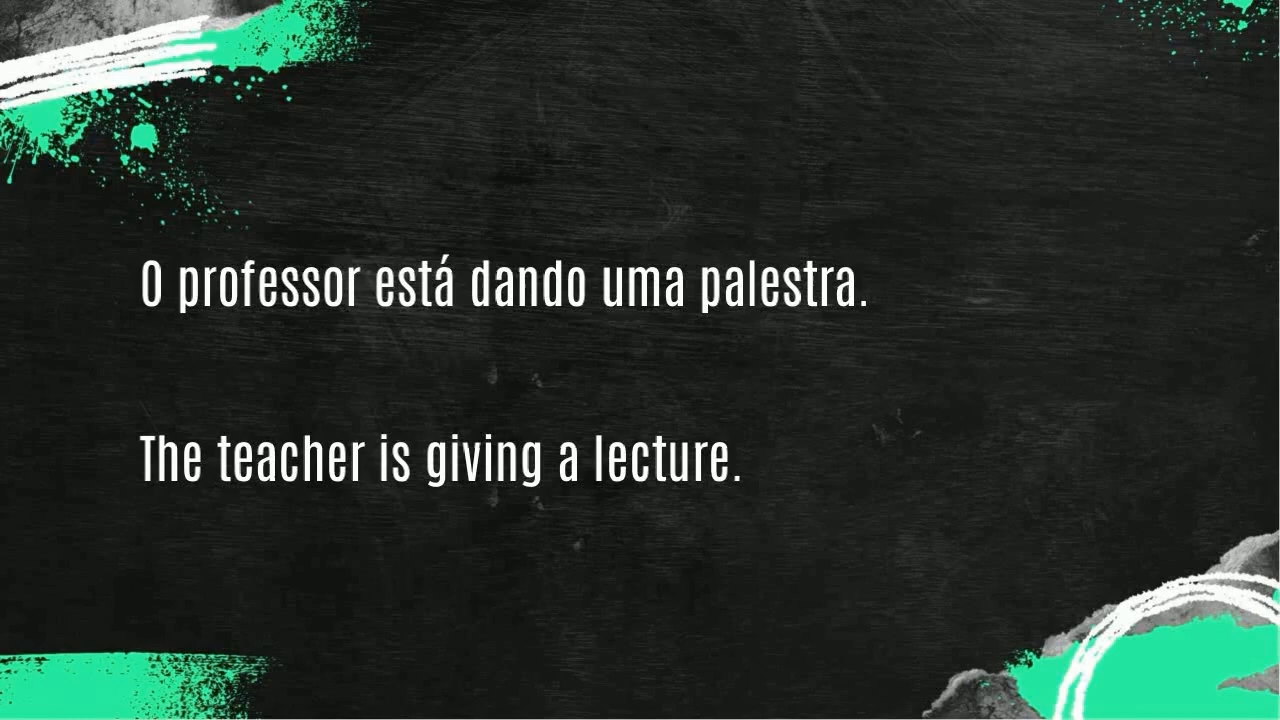 O professor está dando uma palestra.
The teacher is giving a lecture.